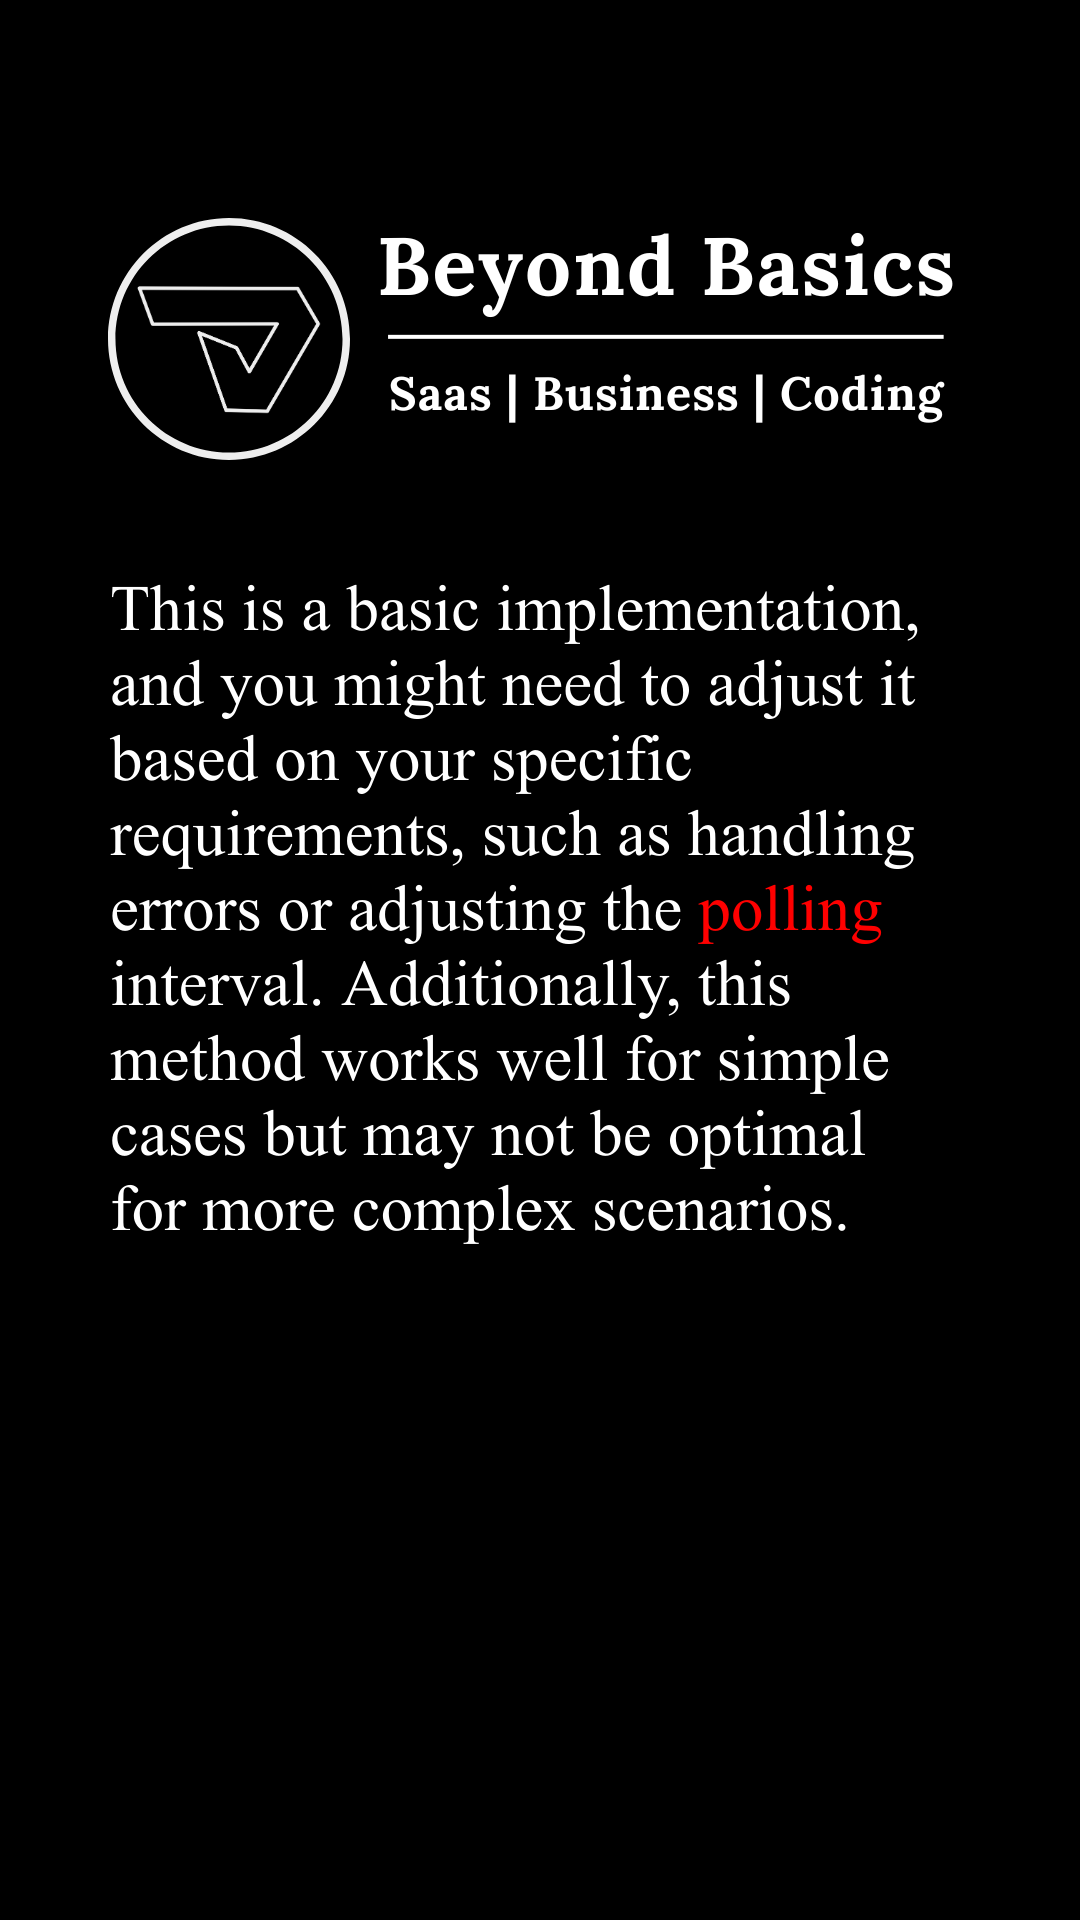 Beyond Basics
Saas | Business | Coding
This is a basic implementation,
and you might need to adjust it
based on your specific
requirements, such as handling
errors or adjusting the polling
interval. Additionally, this
method works well for simple
cases but may not be optimal
for more complex scenarios.